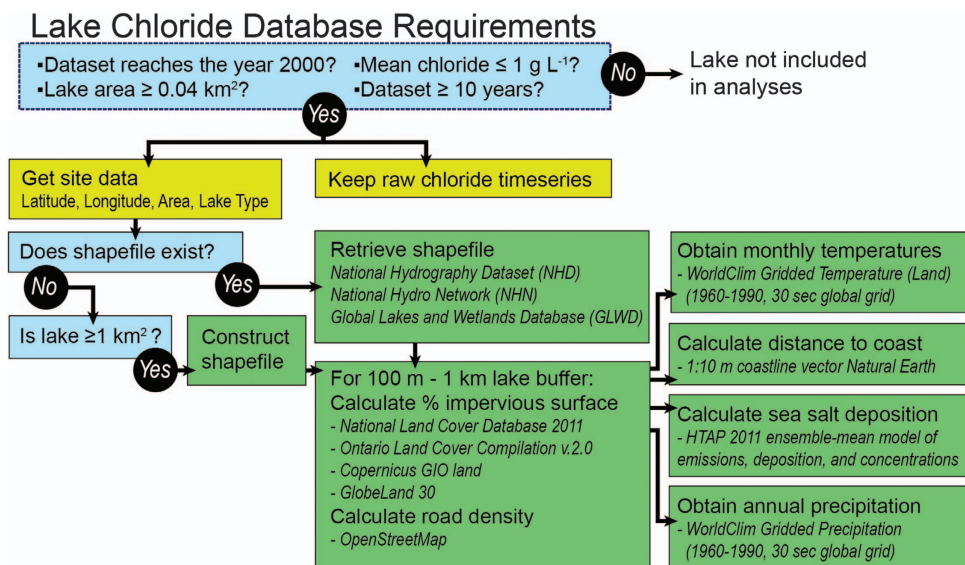 Lake Chloride Database Requirements
▪Dataset reaches the year 2000?
▪Mean chloride ≤ 1 g L⁻¹?
▪Lake area ≥ 0.04 km²?
▪Dataset ≥ 10 years?
No
Lake not included
in analyses
Yes
Get site data
Latitude, Longitude, Area, Lake Type
Keep raw chloride timeseries
Does shapefile exist?
No
Yes
Retrieve shapefile
National Hydrography Dataset (NHD)
National Hydro Network (NHN)
Global Lakes and Wetlands Database (GLWD)
Is lake ≥1 km² ?
Yes
Construct
shapefile
For 100 m - 1 km lake buffer:
Calculate % impervious surface
- National Land Cover Database 2011
- Ontario Land Cover Compilation v.2.0
- Copernicus GIO land
- GlobeLand 30
Calculate road density
- OpenStreetMap
Obtain monthly temperatures
- WorldClim Gridded Temperature (Land)
(1960-1990, 30 sec global grid)
Calculate distance to coast
- 1:10 m coastline vector Natural Earth
Calculate sea salt deposition
- HTAP 2011 ensemble-mean model of
emissions, deposition, and concentrations
Obtain annual precipitation
- WorldClim Gridded Precipitation
(1960-1990, 30 sec global grid)